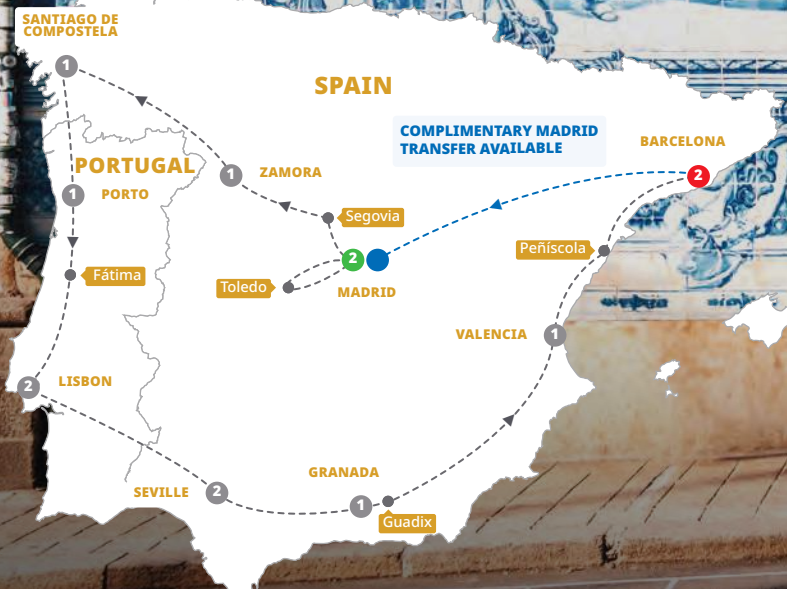 SANTIAGO DE
COMPOSTELA
1
SPAIN
COMPLIMENTARY MADRID
TRANSFER AVAILABLE
BARCELONA
2
PORTUGAL
1
ZAMORA
1
PORTO
Segovia
Peñíscola
2
Fátima
Toledo
MADRID
VALENCIA
1
2
LISBON
GRANADA
SEVILLE
2
1
Guadix